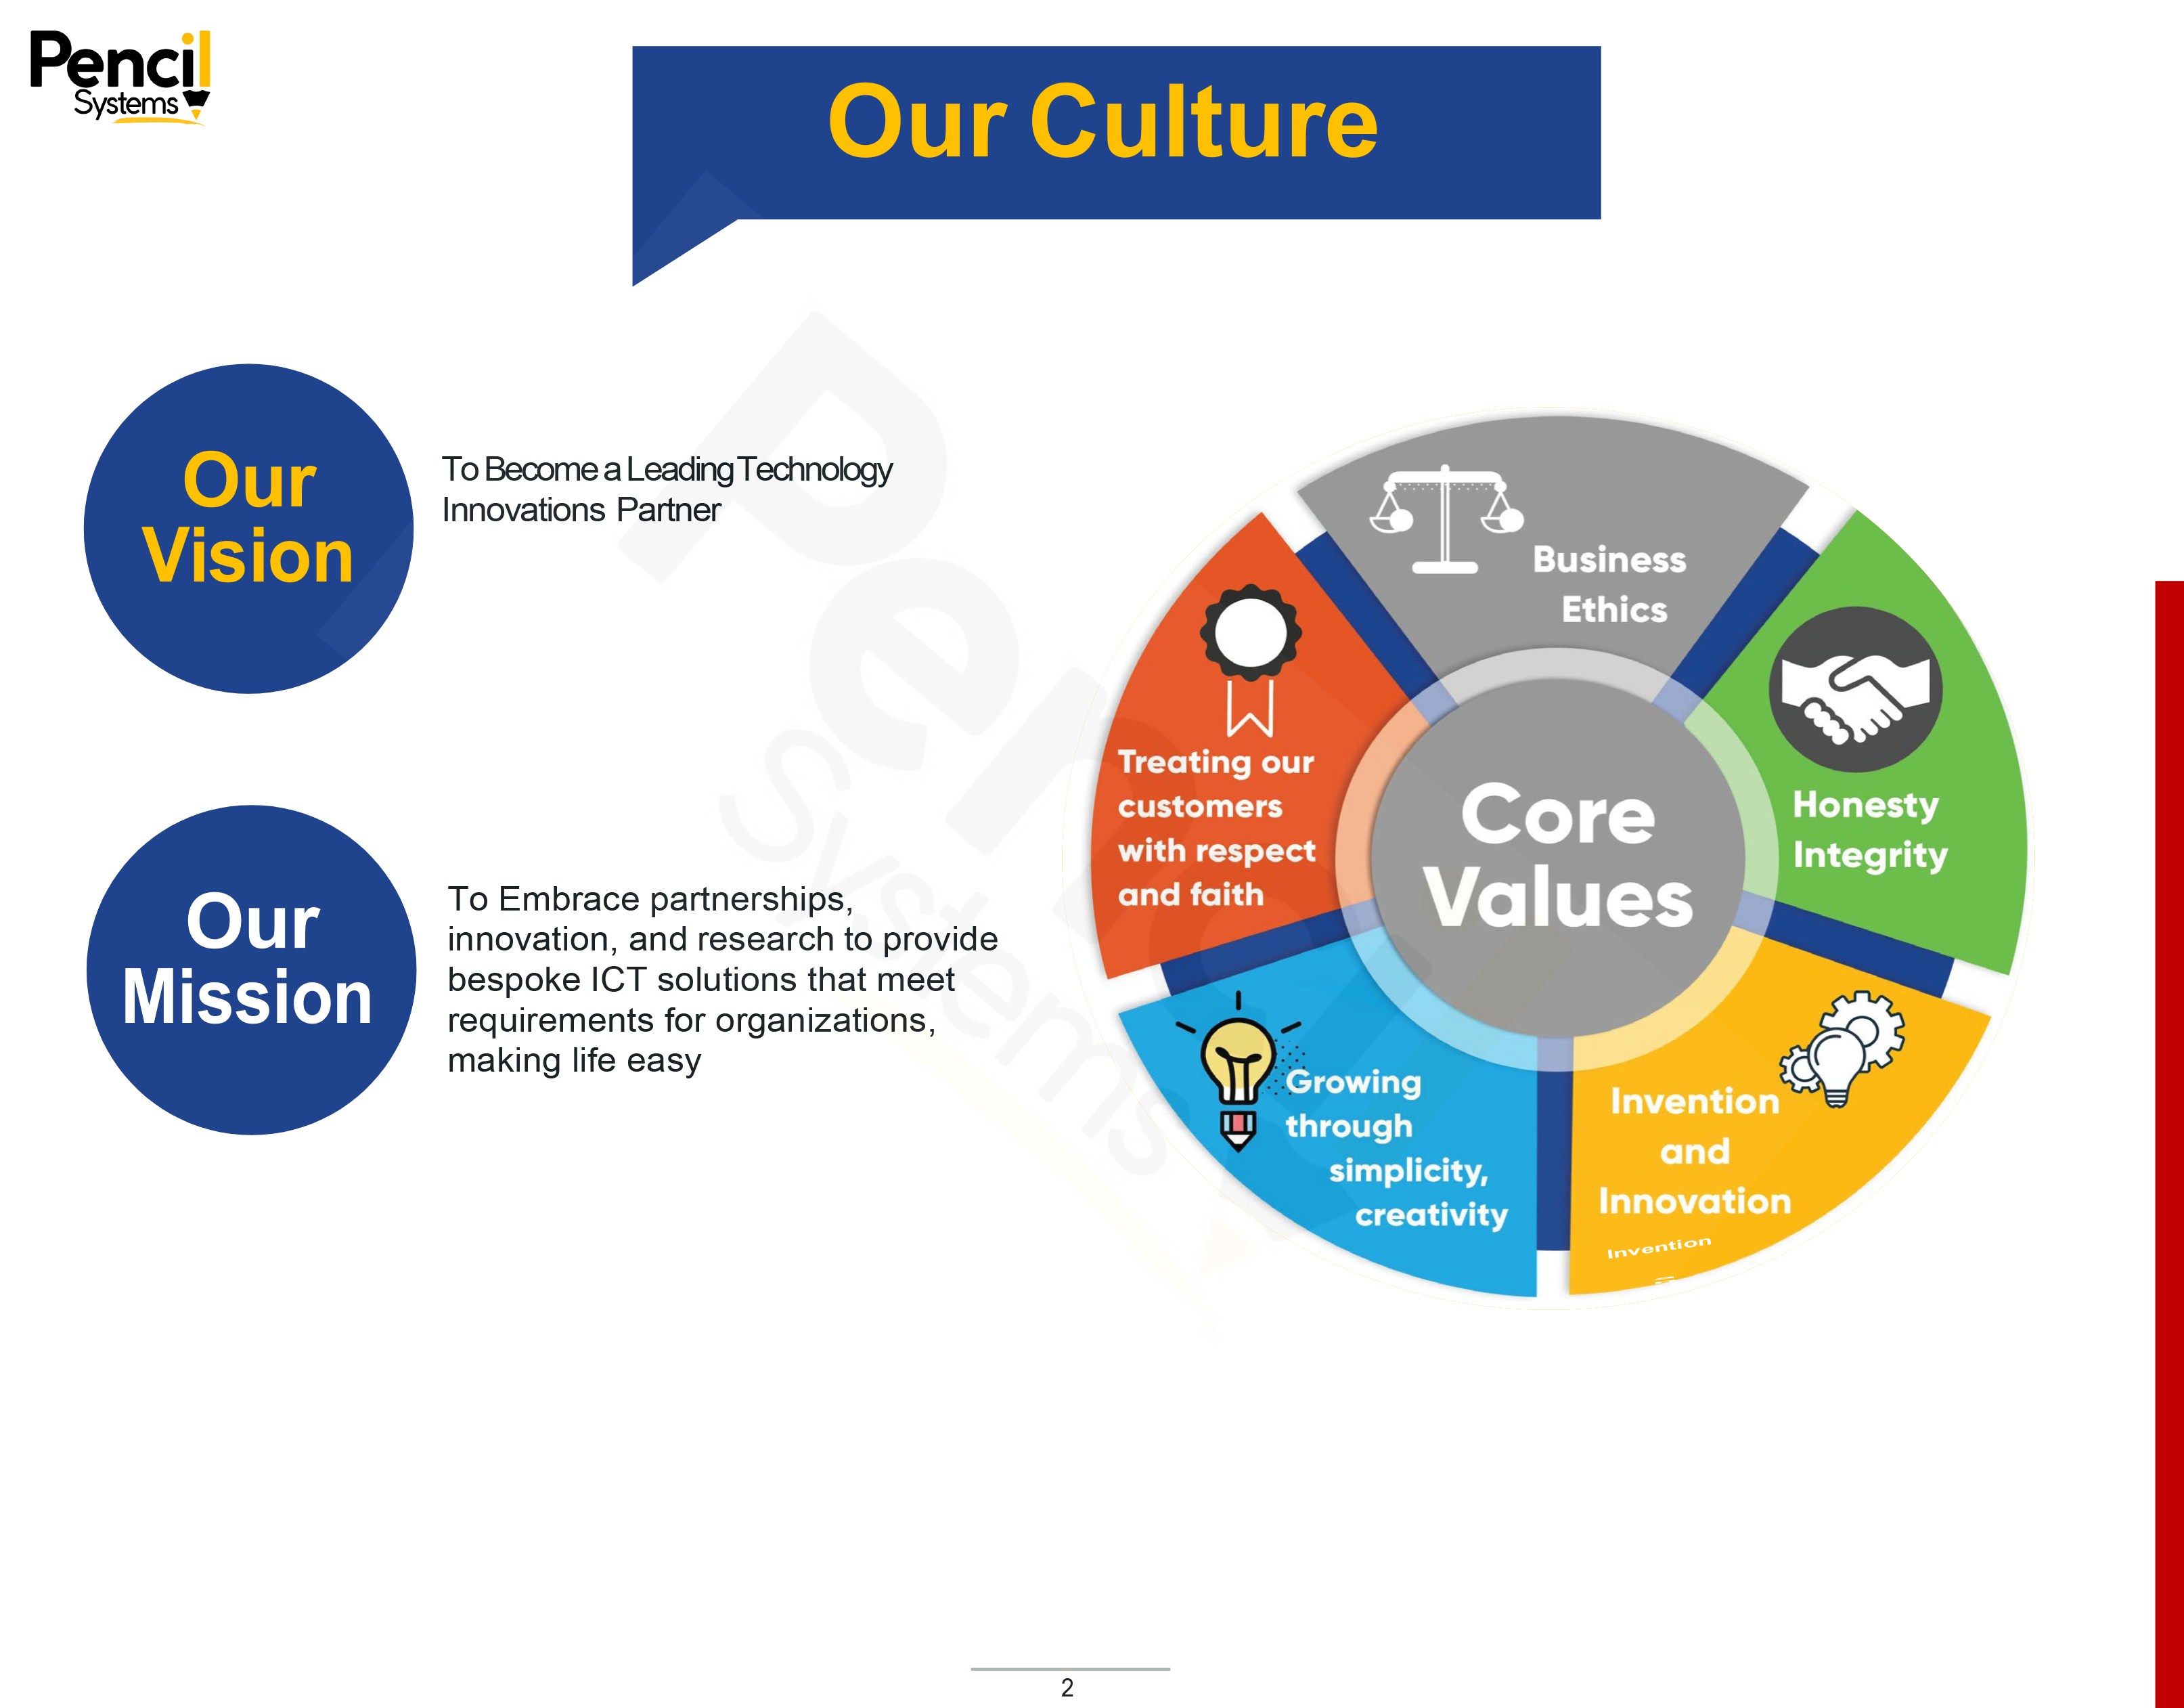 Pencil
Systems
Our Culture
Our
Vision
To Become a Leading Technology
Innovations Partner
Our
Mission
To Embrace partnerships,
innovation, and research to provide
bespoke ICT solutions that meet
requirements for organizations,
making life easy
Business
Ethics
Honesty
Integrity
Treating our
customers
with respect
and faith
Core
Values
Growing
through
simplicity,
creativity
Invention
and
Innovation
Invention
Pencil
Systems
2